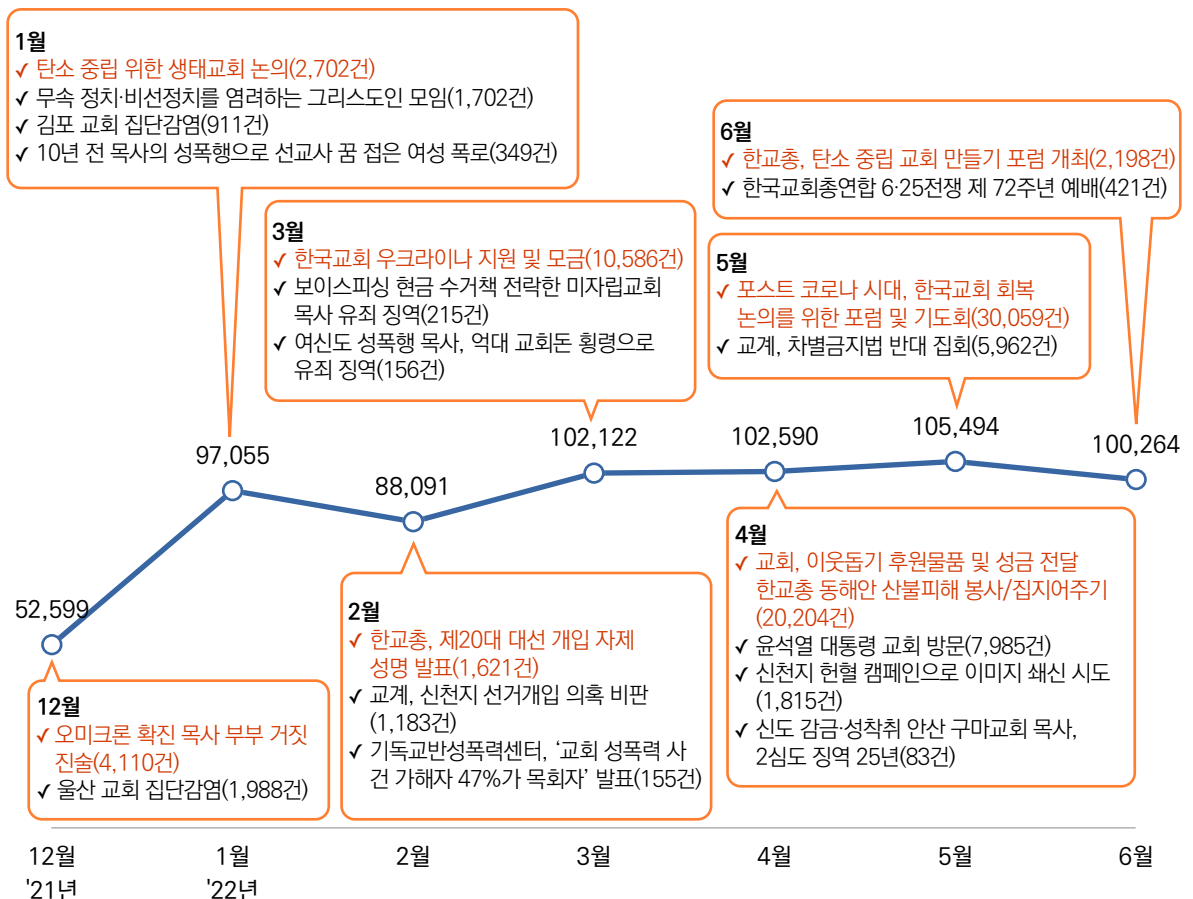 1월
✓ 탄소 중립 위한 생태교회 논의(2,702건)
✓ 무속 정치·비선정치를 염려하는 그리스도인 모임(1,702건)
✓ 김포 교회 집단감염(911건)
✓ 10년 전 목사의 성폭행으로 선교사 꿈 접은 여성 폭로(349건)
6월
✓ 한교총, 탄소 중립 교회 만들기 포럼 개최(2,198건)
✓ 한국교회총연합 6·25전쟁 제 72주년 예배(421건)
3월
✓ 한국교회 우크라이나 지원 및 모금(10,586건)
✓ 보이스피싱 현금 수거책 전락한 미자립교회
목사 유죄 징역(215건)
✓ 여신도 성폭행 목사, 억대 교회돈 횡령으로
유죄 징역(156건)
5월
✓ 포스트 코로나 시대, 한국교회 회복
논의를 위한 포럼 및 기도회(30,059건)
✓ 교계, 차별금지법 반대 집회(5,962건)
52,599
97,055
88,091
102,122
102,590
105,494
100,264
12월
✓ 오미크론 확진 목사 부부 거짓
진술(4,110건)
✓ 울산 교회 집단감염(1,988건)
2월
✓ 한교총, 제20대 대선 개입 자제
성명 발표(1,621건)
✓ 교계, 신천지 선거개입 의혹 비판
(1,183건)
✓ 기독교반성폭력센터, ‘교회 성폭력 사
건 가해자 47%가 목회자’ 발표(155건)
4월
✓ 교회, 이웃돕기 후원물품 및 성금 전달
한교총 동해안 산불피해 봉사/집지어주기
(20,204건)
✓ 윤석열 대통령 교회 방문(7,985건)
✓ 신천지 헌혈 캠페인으로 이미지 쇄신 시도
(1,815건)
✓ 신도 감금·성착취 안산 구마교회 목사,
2심도 징역 25년(83건)
12월 1월 2월 3월 4월 5월 6월
'21년 '22년